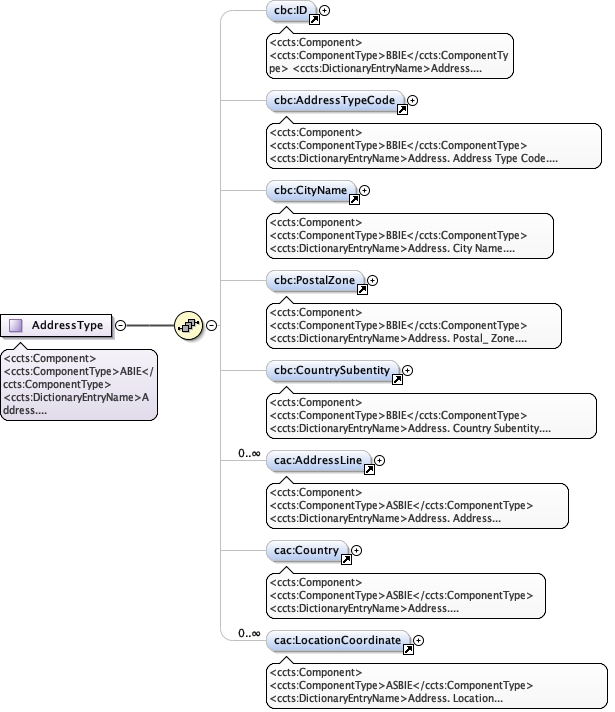 cbc:ID
<ccts:Component>
<ccts:ComponentType>BBIE</ccts:ComponentTy
pe> <ccts:DictionaryEntryName>Address....
cbc:AddressTypeCode
<ccts:Component>
<ccts:ComponentType>BBIE</ccts:ComponentType>
<ccts:DictionaryEntryName>Address. Address Type Code....
cbc:CityName
<ccts:Component>
<ccts:ComponentType>BBIE</ccts:ComponentType>
<ccts:DictionaryEntryName>Address. City Name....
cbc:PostalZone
<ccts:Component>
<ccts:ComponentType>BBIE</ccts:ComponentType>
<ccts:DictionaryEntryName>Address. Postal_ Zone....
AddressType
<ccts:Component>
<ccts:ComponentType>ABIE</
ccts:ComponentType>
<ccts:DictionaryEntryName>A
ddress....
cbc:CountrySubentity
<ccts:Component>
<ccts:ComponentType>BBIE</ccts:ComponentType>
<ccts:DictionaryEntryName>Address. Country Subentity....
0..∞
cac:AddressLine
<ccts:Component>
<ccts:ComponentType>ASBIE</ccts:ComponentType>
<ccts:DictionaryEntryName>Address. Address...
cac:Country
<ccts:Component>
<ccts:ComponentType>ASBIE</ccts:ComponentType>
<ccts:DictionaryEntryName>Address....
0..∞
cac:LocationCoordinate
<ccts:Component>
<ccts:ComponentType>ASBIE</ccts:ComponentType>
<ccts:DictionaryEntryName>Address. Location...